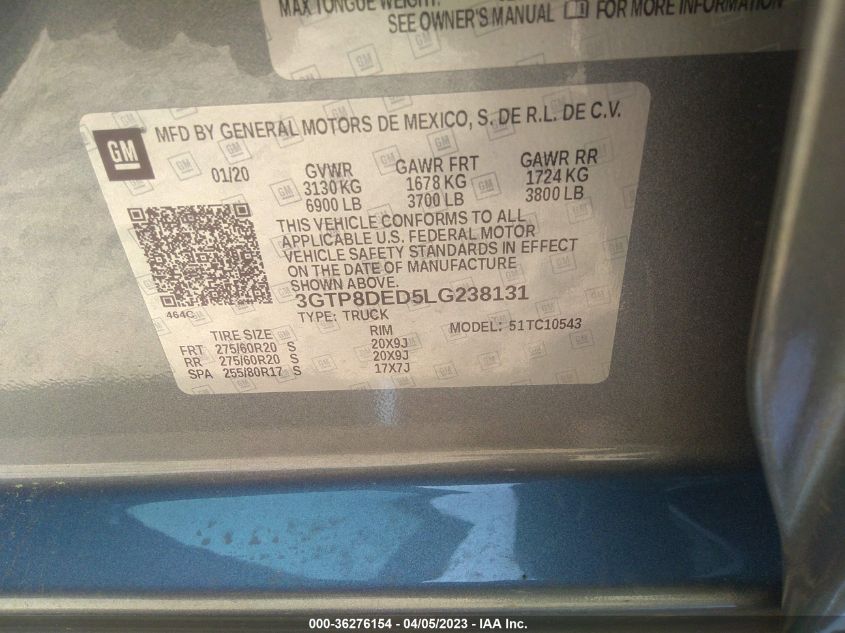 MAX TONGUE WEIGHT:
SEE OWNER'S MANUAL FOR MORE INFORMATION
GM
MFD BY GENERAL MOTORS DE MEXICO, S. DE R.L. DE C.V.
01/20 GVWR GAWR FRT GAWR RR
3130 KG 1678 KG 1724 KG
6900 LB 3700 LB 3800 LB
THIS VEHICLE CONFORMS TO ALL
APPLICABLE U.S. FEDERAL MOTOR
VEHICLE SAFETY STANDARDS IN EFFECT
ON THE DATE OF MANUFACTURE
SHOWN ABOVE.
3GTP8DED5LG238131
464C TYPE: TRUCK MODEL: 51TC10543
TIRE SIZE RIM
FRT 275/60R20 S 20X9J
RR 275/60R20 S 20X9J
SPA 255/80R17 S 17X7J
000-36276154 - 04/05/2023 - IAA Inc.